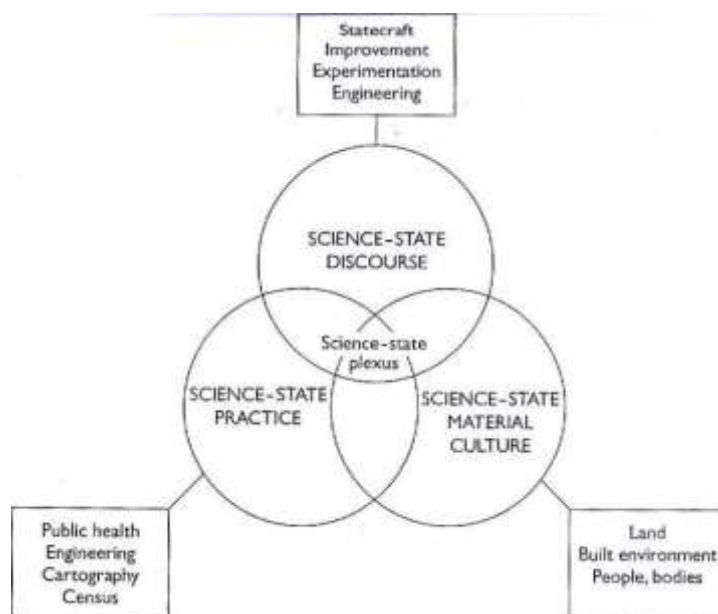 Statecraft
Improvement
Experimentation
Engineering
SCIENCE-STATE
DISCOURSE
Science-state
plexus
SCIENCE-STATE
PRACTICE
SCIENCE-STATE
MATERIAL
CULTURE
Public health
Engineering
Cartography
Census
Land
Built environment
People, bodies